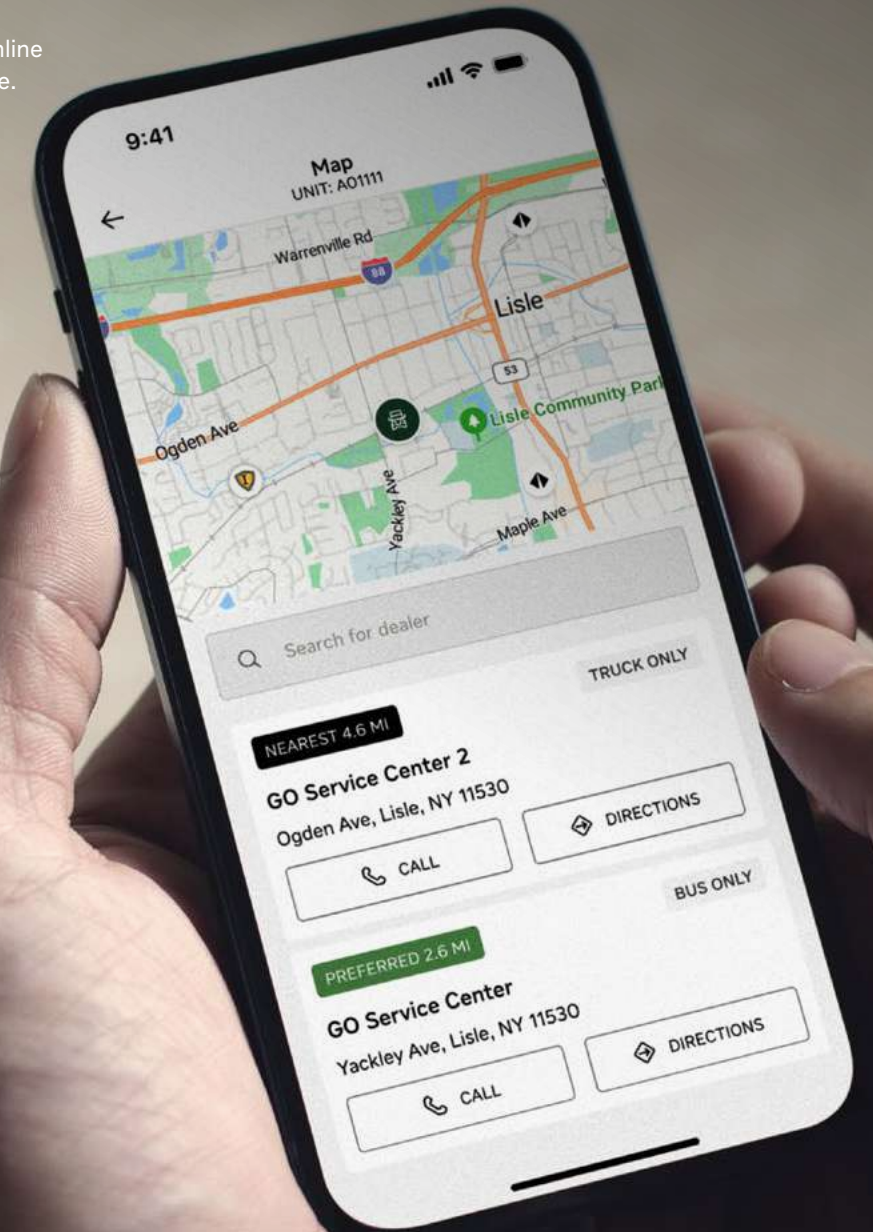 nline
e.
9:41
Map
UNIT: A01111
Warrenville Rd
88
Lisle
53
Lisle Community Park
Ogden Ave
Yackley Ave
Maple Ave
Search for dealer
TRUCK ONLY
NEAREST 4.6 MI
GO Service Center 2
Ogden Ave, Lisle, NY 11530
CALL
DIRECTIONS
BUS ONLY
PREFERRED 2.6 MI
GO Service Center
Yackley Ave, Lisle, NY 11530
CALL
DIRECTIONS